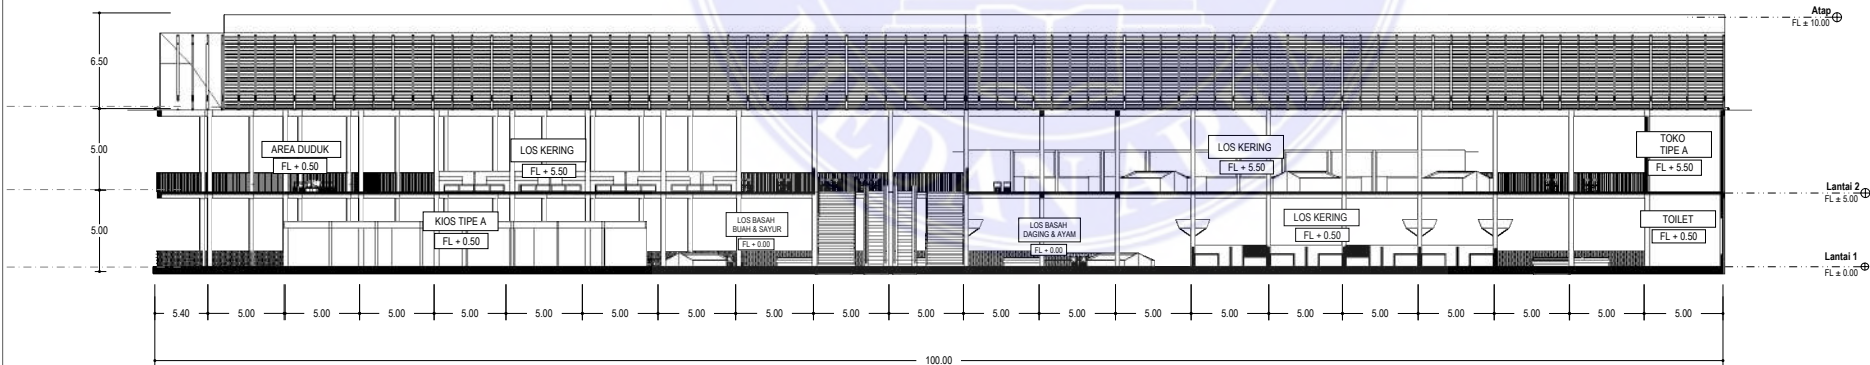 Atap
FL ± 10.00
6.50
5.00
5.00
AREA DUDUK
FL + 0.50
LOS KERING
FL + 5.50
LOS KERING
FL + 5.50
TOKO
TIPE A
FL + 5.50
Lantai 2
FL ± 5.00
KIOS TIPE A
FL + 0.50
LOS BASAH
BUAH & SAYUR
FL + 0.00
LOS BASAH
DAGING & AYAM
FL + 0.00
LOS KERING
FL + 0.50
TOILET
FL + 0.50
Lantai 1
FL ± 0.00
5.40 5.00 5.00 5.00 5.00 5.00 5.00 5.00 5.00 5.00 5.00 5.00 5.00 5.00 5.00 5.00 5.00 5.00 5.00 5.00 5.00
100.00
MEDAN AREA